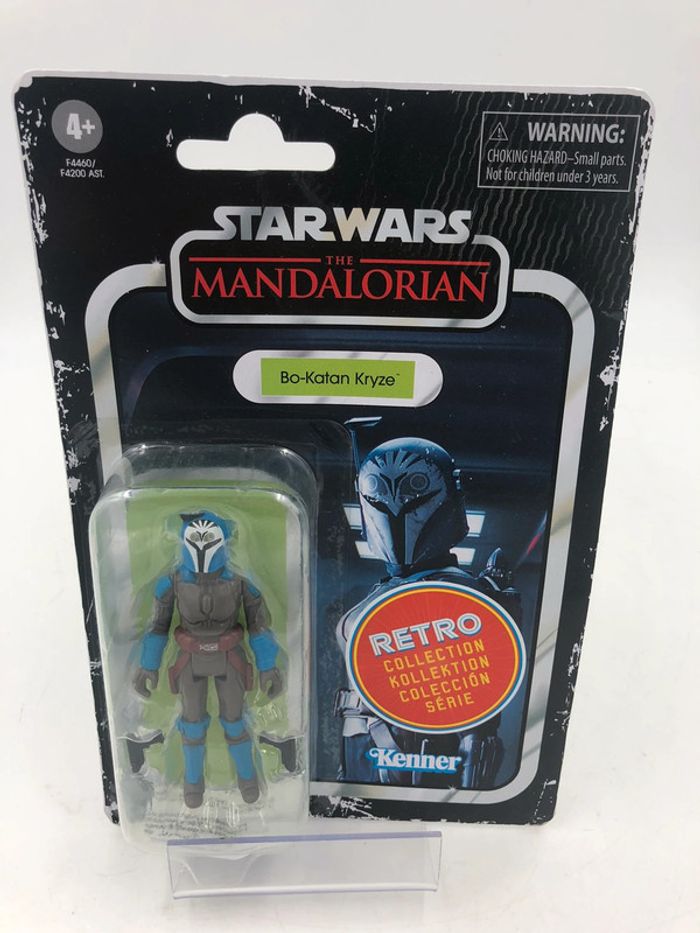 4+
F4460/
F4200 AST.
WARNING:
CHOKING HAZARD–Small parts.
Not for children under 3 years.
STAR WARS
THE
MANDALORIAN
Bo-Katan Kryze™
RETRO
COLLECTION
KOLLEKTION
COLECCIÓN
SÉRIE
Kenner